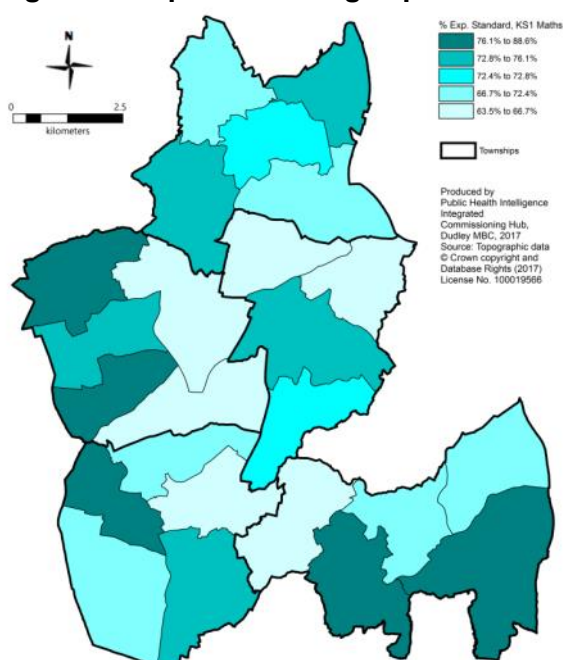 % Exp. Standard, KS1 Maths
76.1% to 88.6%
72.8% to 76.1%
72.4% to 72.8%
66.7% to 72.4%
63.5% to 66.7%
Townships
N
0 2.5
kilometers
Produced by
Public Health Intelligence
Integrated
Commissioning Hub,
Dudley MBC, 2017
Source: Topographic data
© Crown copyright and
Database Rights (2017)
License No. 100019566